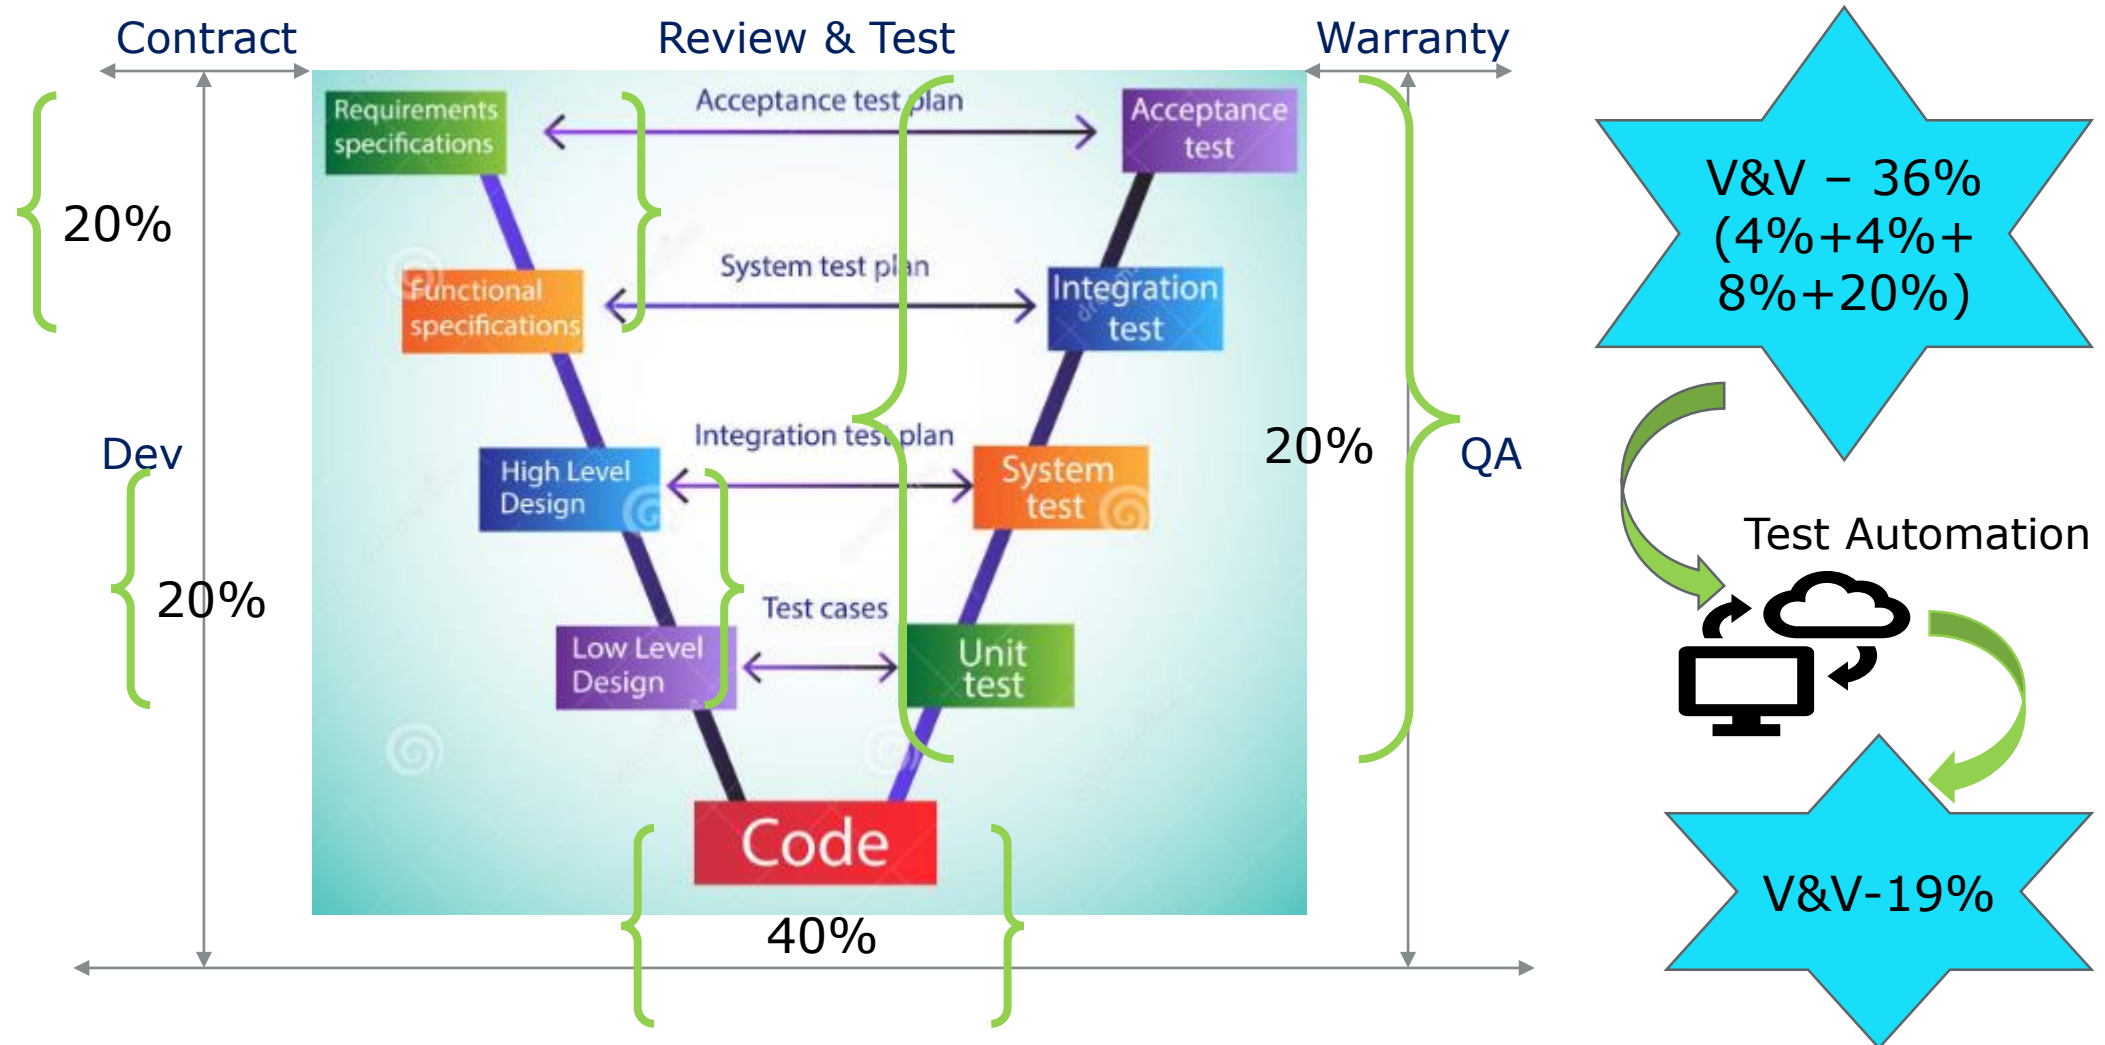 Contract
Review & Test
Warranty
Requirements
specifications
Acceptance test plan
Acceptance
test
20%
Functional
specifications
System test plan
Integration
test
Dev
High Level
Design
Integration test plan
System
test
20%
QA
20%
Low Level
Design
Test cases
Unit
test
Code
40%
V&V – 36%
(4%+4%+
8%+20%)
Test Automation
V&V-19%